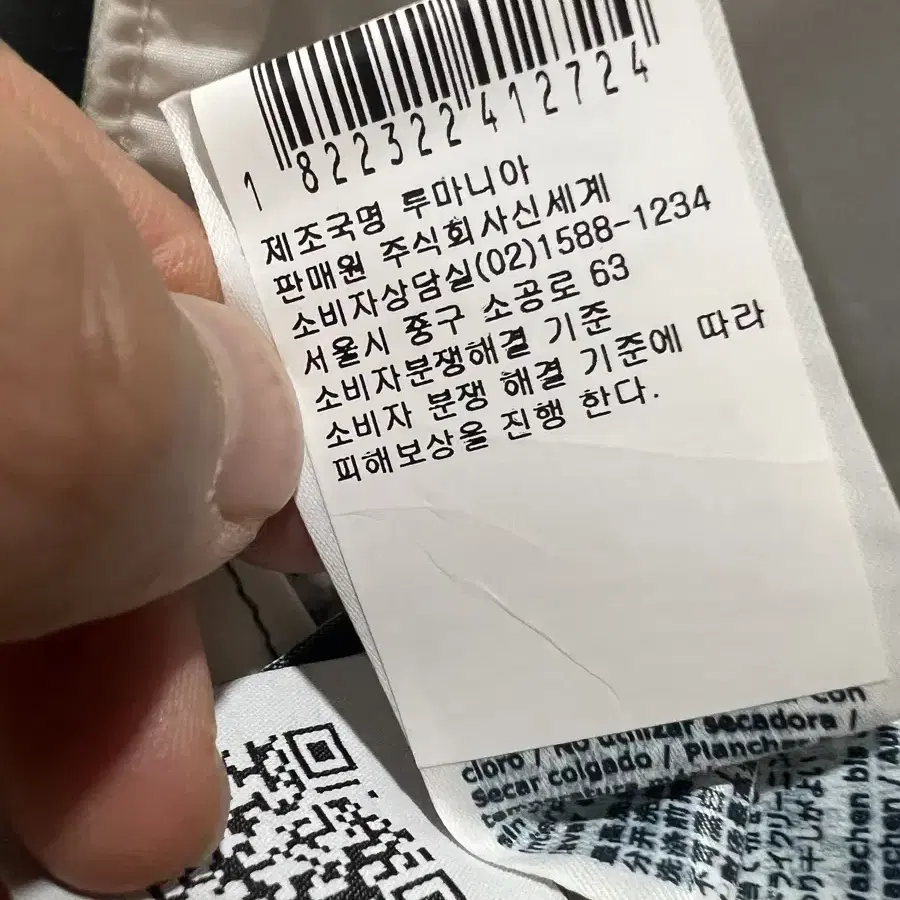 1 822322 412724
제조국명 루마니아
판매원 주식회사신세계
소비자상담실(02)1588-1234
서울시 중구 소공로 63
소비자분쟁해결 기준
소비자 분쟁 해결 기준에 따라
피해보상을 진행 한다.
con
cloro / No utilizar secadora /
secar colgado / Planchar
waschen bis